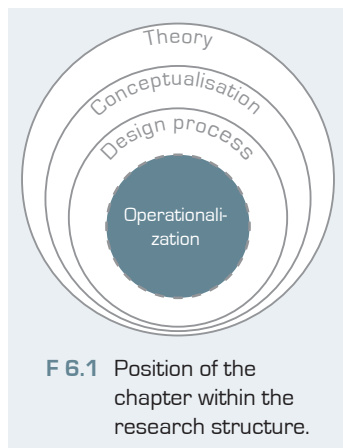 Theory
Conceptualisation
Design process
Operationali-
zation
F 6.1 Position of the
chapter within the
research structure.